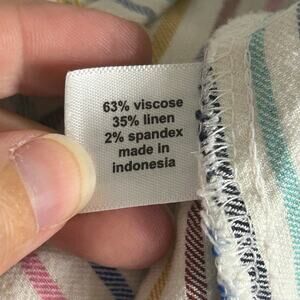 63% viscose
35% linen
2% spandex
made in
indonesia